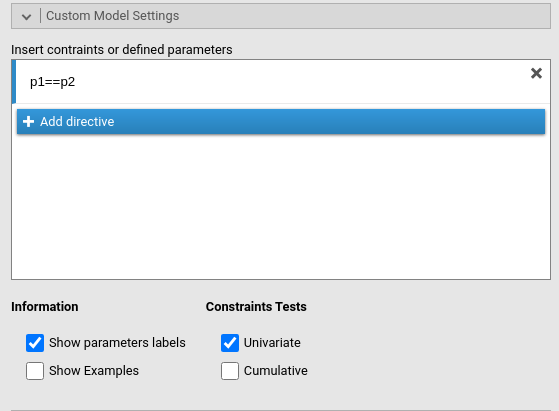 Custom Model Settings
Insert contraints or defined parameters
p1==p2
Add directive
Information
Constraints Tests
Show parameters labels
Univariate
Show Examples
Cumulative